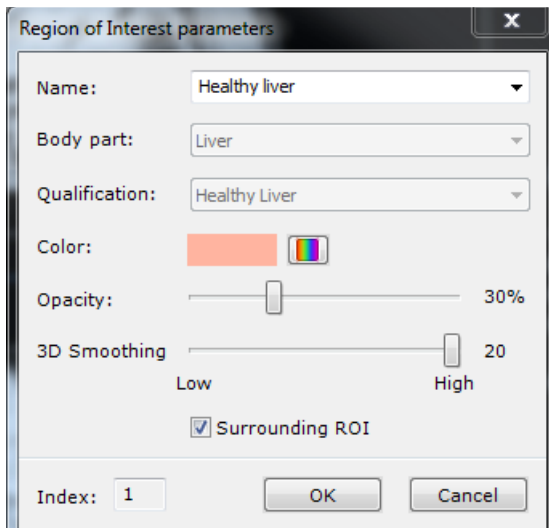 Region of Interest parameters
Name: Healthy liver
Body part: Liver
Qualification: Healthy Liver
Color:
Opacity: 30%
3D Smoothing 20
Low High
Surrounding ROI
Index: 1 OK Cancel